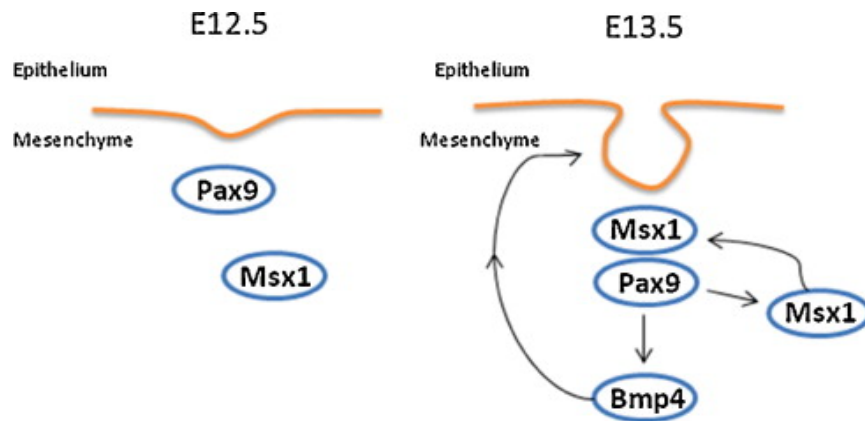 E12.5
Epithelium
Mesenchyme
Pax9
Msx1
E13.5
Epithelium
Mesenchyme
Msx1
Pax9
Msx1
Bmp4